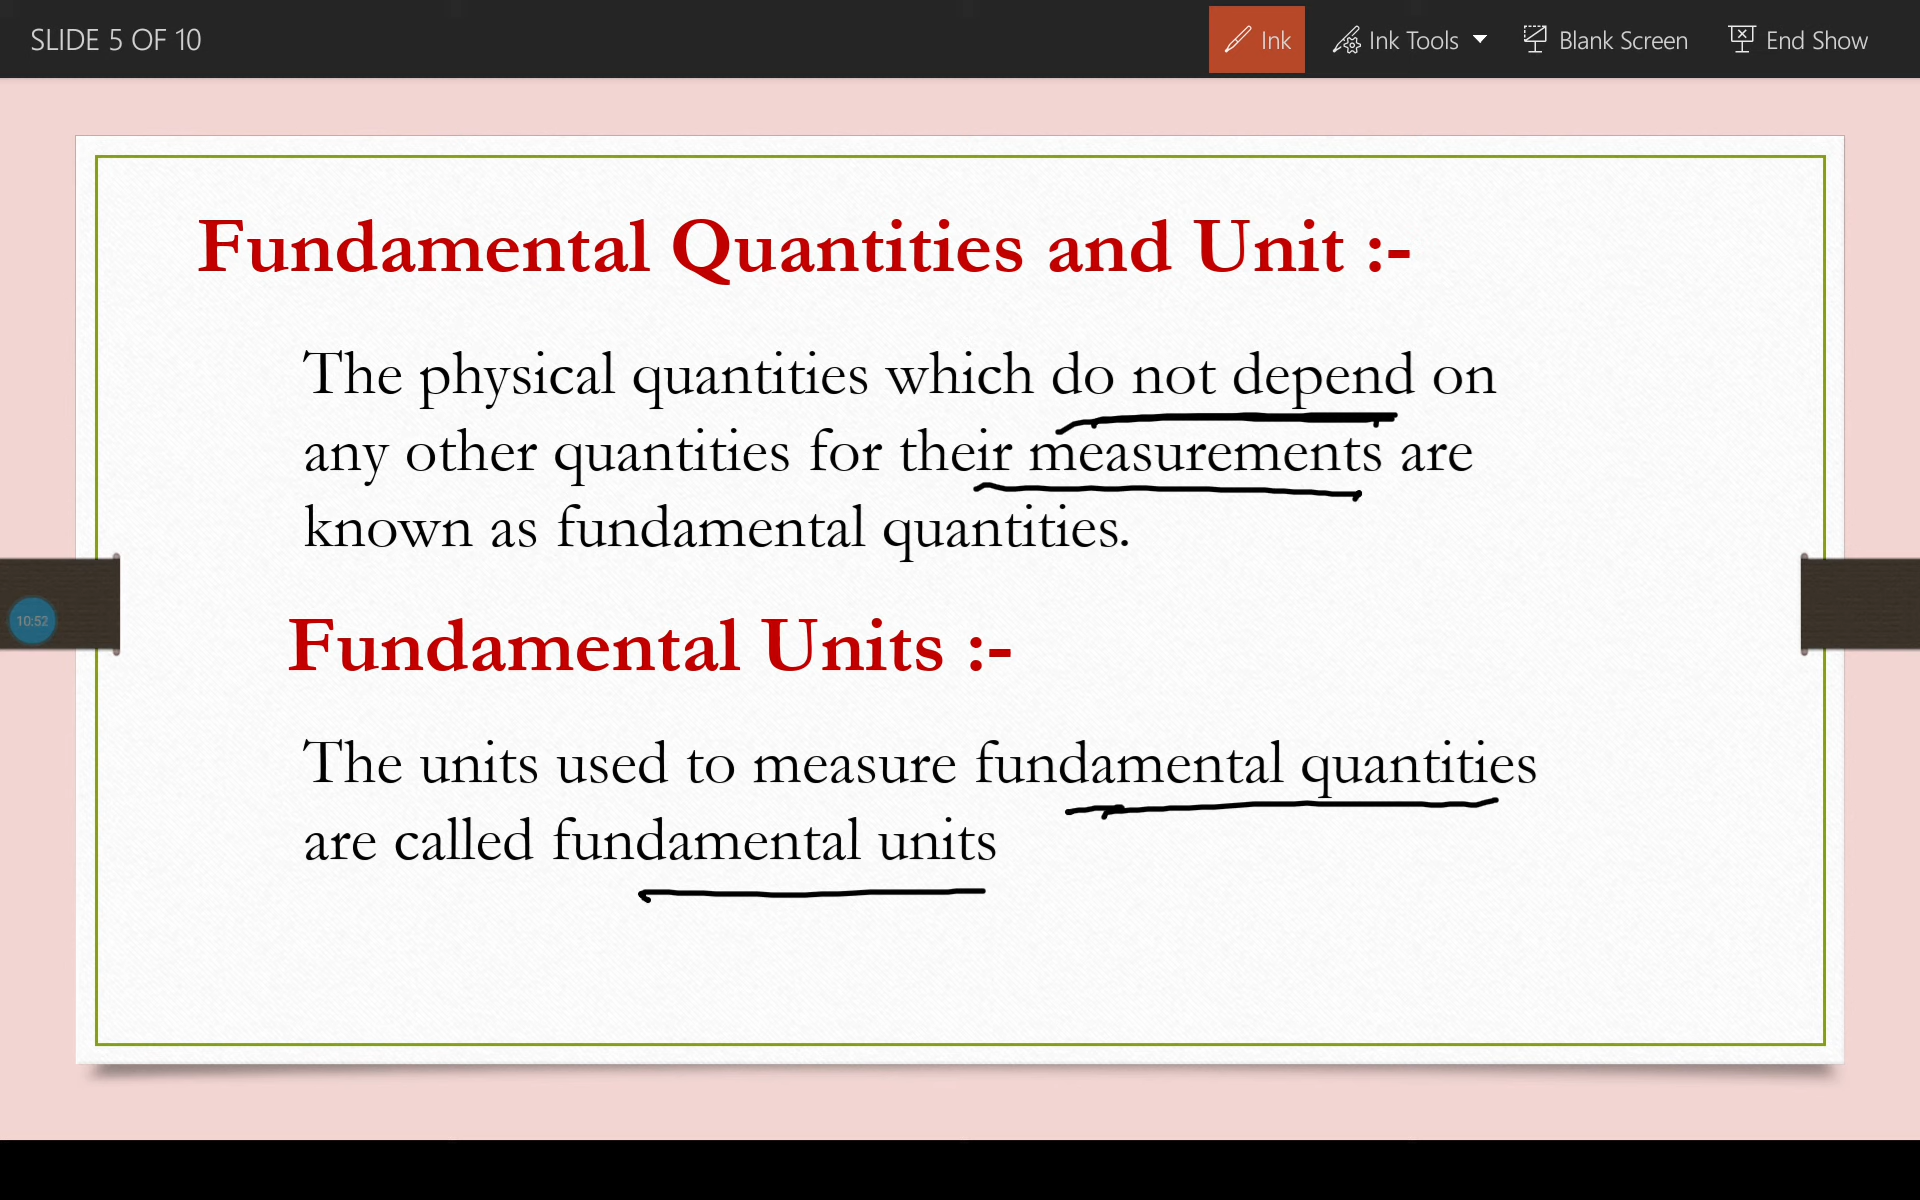 SLIDE 5 OF 10
Ink
Ink Tools
Blank Screen
End Show
Fundamental Quantities and Unit :-
The physical quantities which do not depend on
any other quantities for their measurements are
known as fundamental quantities.
10:52
Fundamental Units :-
The units used to measure fundamental quantities
are called fundamental units